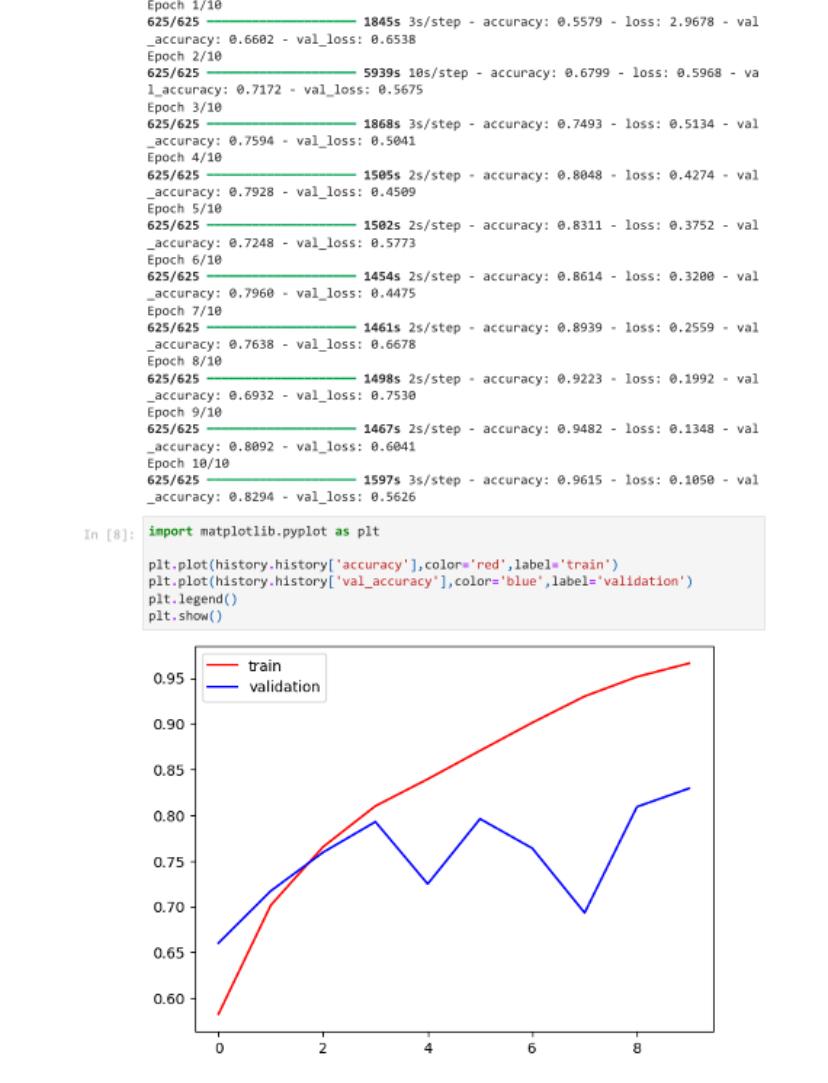 Epoch 1/10
625/625 ━━━━━━━━━━━━━━━━━━━━ 1845s 3s/step - accuracy: 0.5579 - loss: 2.9678 - val
_accuracy: 0.6602 - val_loss: 0.6538
Epoch 2/10
625/625 ━━━━━━━━━━━━━━━━━━━━ 5939s 10s/step - accuracy: 0.6799 - loss: 0.5968 - va
l_accuracy: 0.7172 - val_loss: 0.5675
Epoch 3/10
625/625 ━━━━━━━━━━━━━━━━━━━━ 1868s 3s/step - accuracy: 0.7493 - loss: 0.5134 - val
_accuracy: 0.7594 - val_loss: 0.5041
Epoch 4/10
625/625 ━━━━━━━━━━━━━━━━━━━━ 1505s 2s/step - accuracy: 0.8048 - loss: 0.4274 - val
_accuracy: 0.7928 - val_loss: 0.4509
Epoch 5/10
625/625 ━━━━━━━━━━━━━━━━━━━━ 1502s 2s/step - accuracy: 0.8311 - loss: 0.3752 - val
_accuracy: 0.7248 - val_loss: 0.5773
Epoch 6/10
625/625 ━━━━━━━━━━━━━━━━━━━━ 1454s 2s/step - accuracy: 0.8614 - loss: 0.3200 - val
_accuracy: 0.7960 - val_loss: 0.4475
Epoch 7/10
625/625 ━━━━━━━━━━━━━━━━━━━━ 1461s 2s/step - accuracy: 0.8939 - loss: 0.2559 - val
_accuracy: 0.7638 - val_loss: 0.6678
Epoch 8/10
625/625 ━━━━━━━━━━━━━━━━━━━━ 1498s 2s/step - accuracy: 0.9223 - loss: 0.1992 - val
_accuracy: 0.6932 - val_loss: 0.7530
Epoch 9/10
625/625 ━━━━━━━━━━━━━━━━━━━━ 1467s 2s/step - accuracy: 0.9482 - loss: 0.1348 - val
_accuracy: 0.8092 - val_loss: 0.6041
Epoch 10/10
625/625 ━━━━━━━━━━━━━━━━━━━━ 1597s 3s/step - accuracy: 0.9615 - loss: 0.1050 - val
_accuracy: 0.8294 - val_loss: 0.5626
In [8]: import matplotlib.pyplot as plt
plt.plot(history.history['accuracy'],color='red',label='train')
plt.plot(history.history['val_accuracy'],color='blue',label='validation')
plt.legend()
plt.show()
train
validation
0.95
0.90
0.85
0.80
0.75
0.70
0.65
0.60
0 2 4 6 8